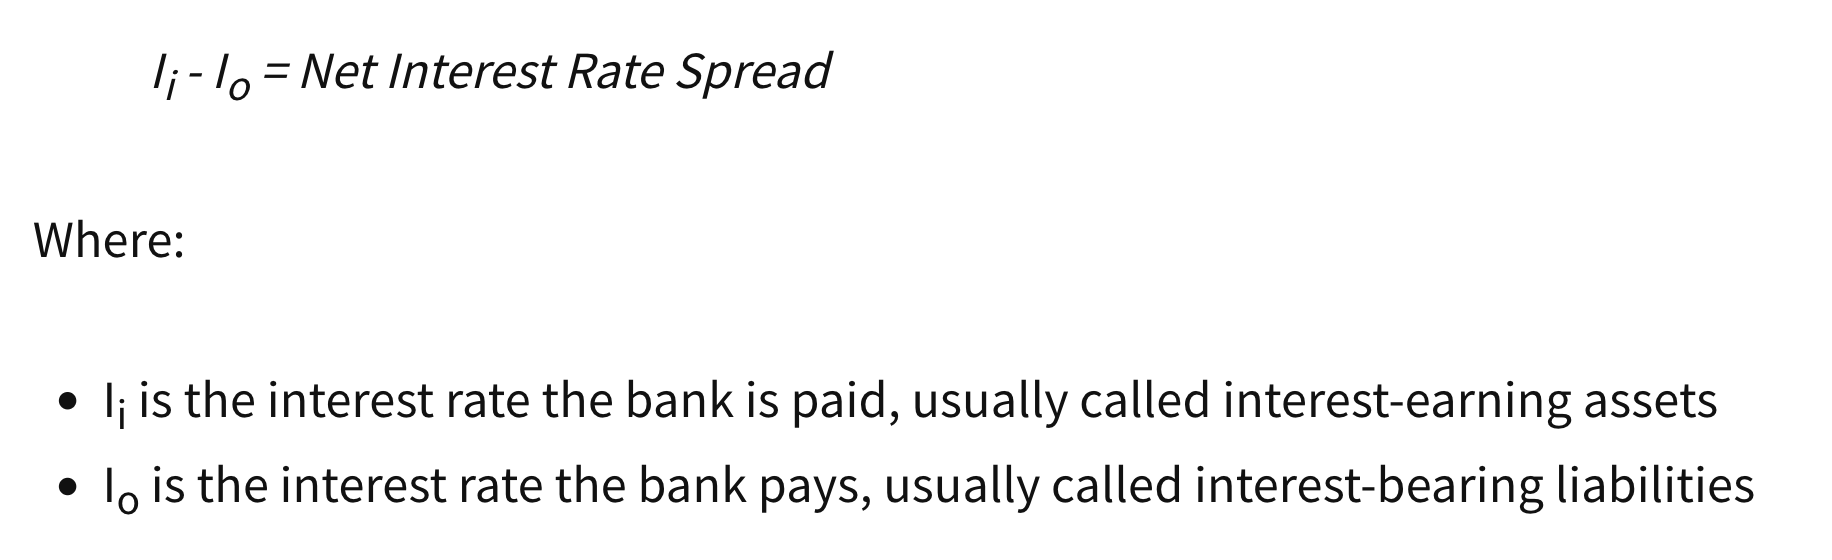 Iᵢ - Iₒ = Net Interest Rate Spread
Where:
• Iᵢ is the interest rate the bank is paid, usually called interest-earning assets
• Iₒ is the interest rate the bank pays, usually called interest-bearing liabilities